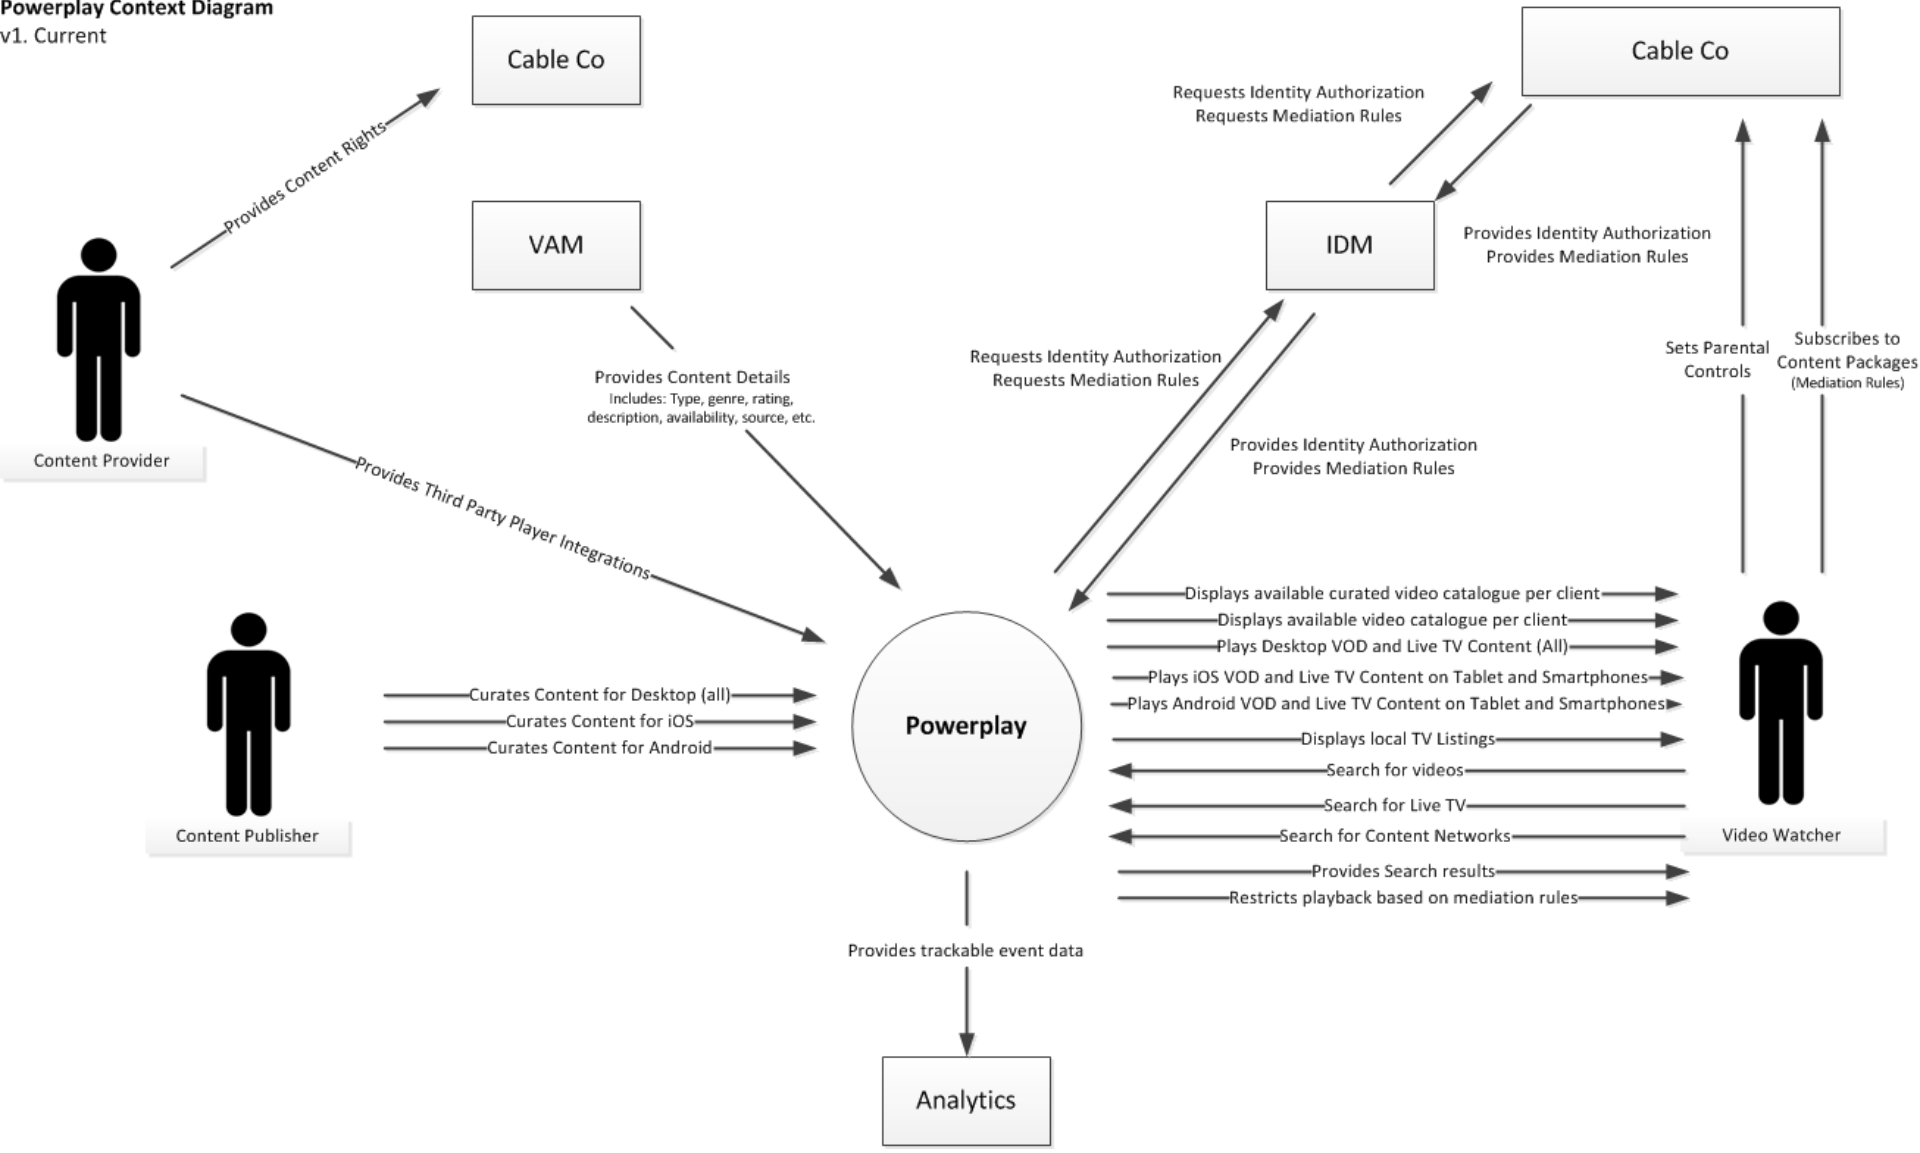 Powerplay Context Diagram
v1. Current
Cable Co
Cable Co
Requests Identity Authorization
Requests Mediation Rules
Provides Content Rights
VAM
IDM
Provides Identity Authorization
Provides Mediation Rules
Sets Parental
Controls
Subscribes to
Content Packages
(Mediation Rules)
Requests Identity Authorization
Requests Mediation Rules
Provides Content Details
Includes: Type, genre, rating,
description, availability, source, etc.
Content Provider
Provides Identity Authorization
Provides Mediation Rules
Provides Third Party Player Integrations
Displays available curated video catalogue per client
Displays available video catalogue per client
Plays Desktop VOD and Live TV Content (All)
Plays iOS VOD and Live TV Content on Tablet and Smartphones
Plays Android VOD and Live TV Content on Tablet and Smartphones
Displays local TV Listings
Search for videos
Search for Live TV
Search for Content Networks
Provides Search results
Restricts playback based on mediation rules
Curates Content for Desktop (all)
Curates Content for iOS
Curates Content for Android
Powerplay
Content Publisher
Video Watcher
Provides trackable event data
Analytics